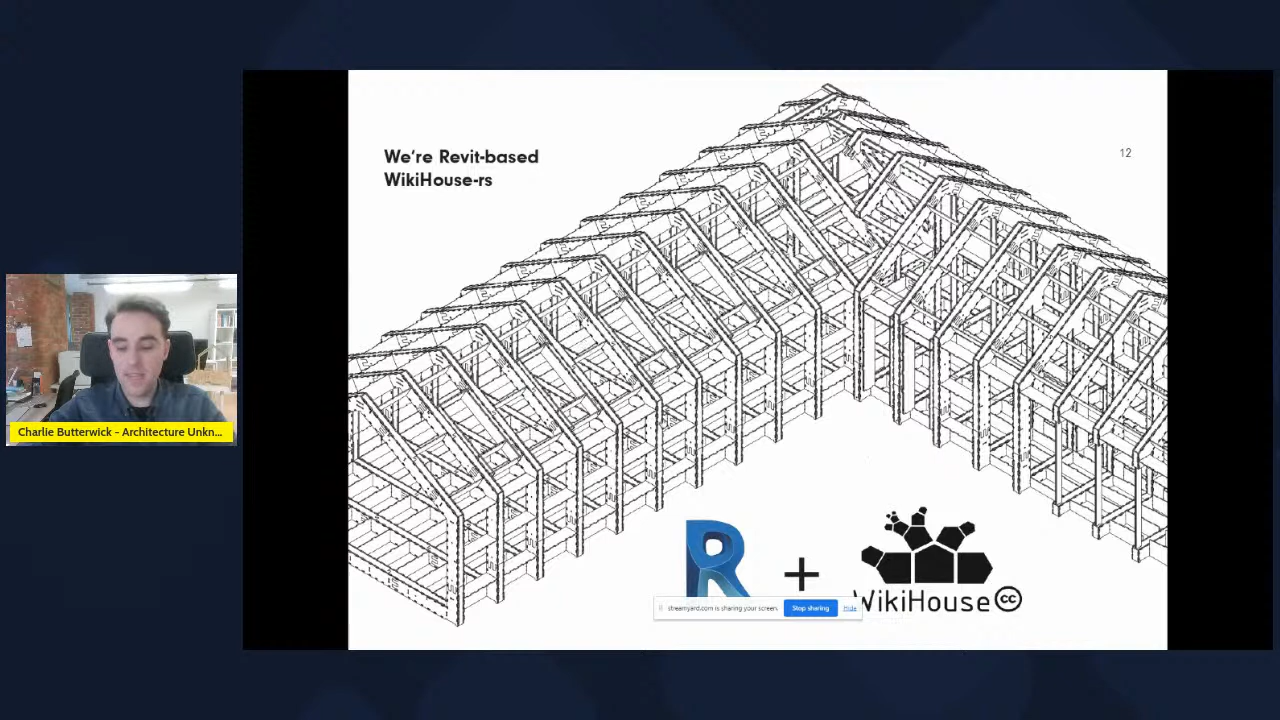 We're Revit-based
WikiHouse-rs
12
Charlie Butterwick - Architecture Unkn...
R
+
streamyard.com is sharing your screen.
Stop sharing
Hide
WikiHouse
cc